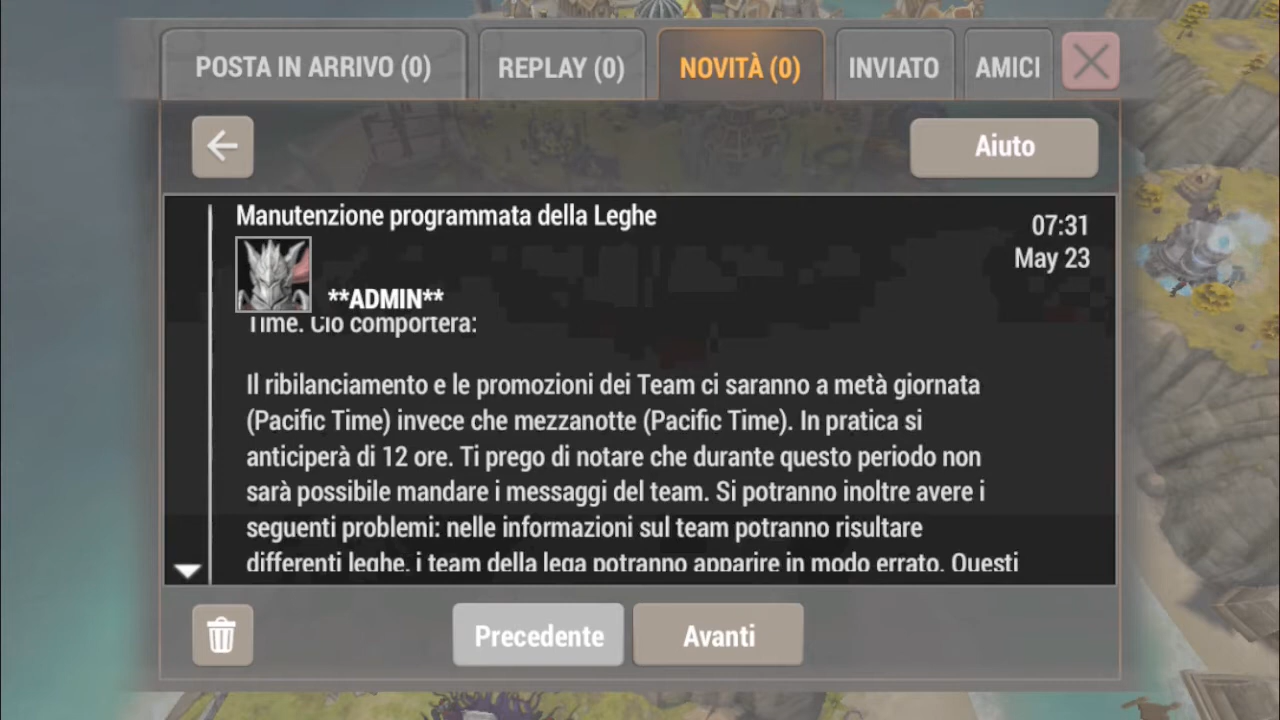 POSTA IN ARRIVO (0)
REPLAY (0)
NOVITÀ (0)
INVIATO
AMICI
Aiuto
Manutenzione programmata della Leghe
07:31
May 23
**ADMIN**
Time. Ciò comporterà:
Il ribilanciamento e le promozioni dei Team ci saranno a metà giornata
(Pacific Time) invece che mezzanotte (Pacific Time). In pratica si
anticiperà di 12 ore. Ti prego di notare che durante questo periodo non
sarà possibile mandare i messaggi del team. Si potranno inoltre avere i
seguenti problemi: nelle informazioni sul team potranno risultare
differenti leghe, i team della lega potranno apparire in modo errato. Questi
Precedente
Avanti